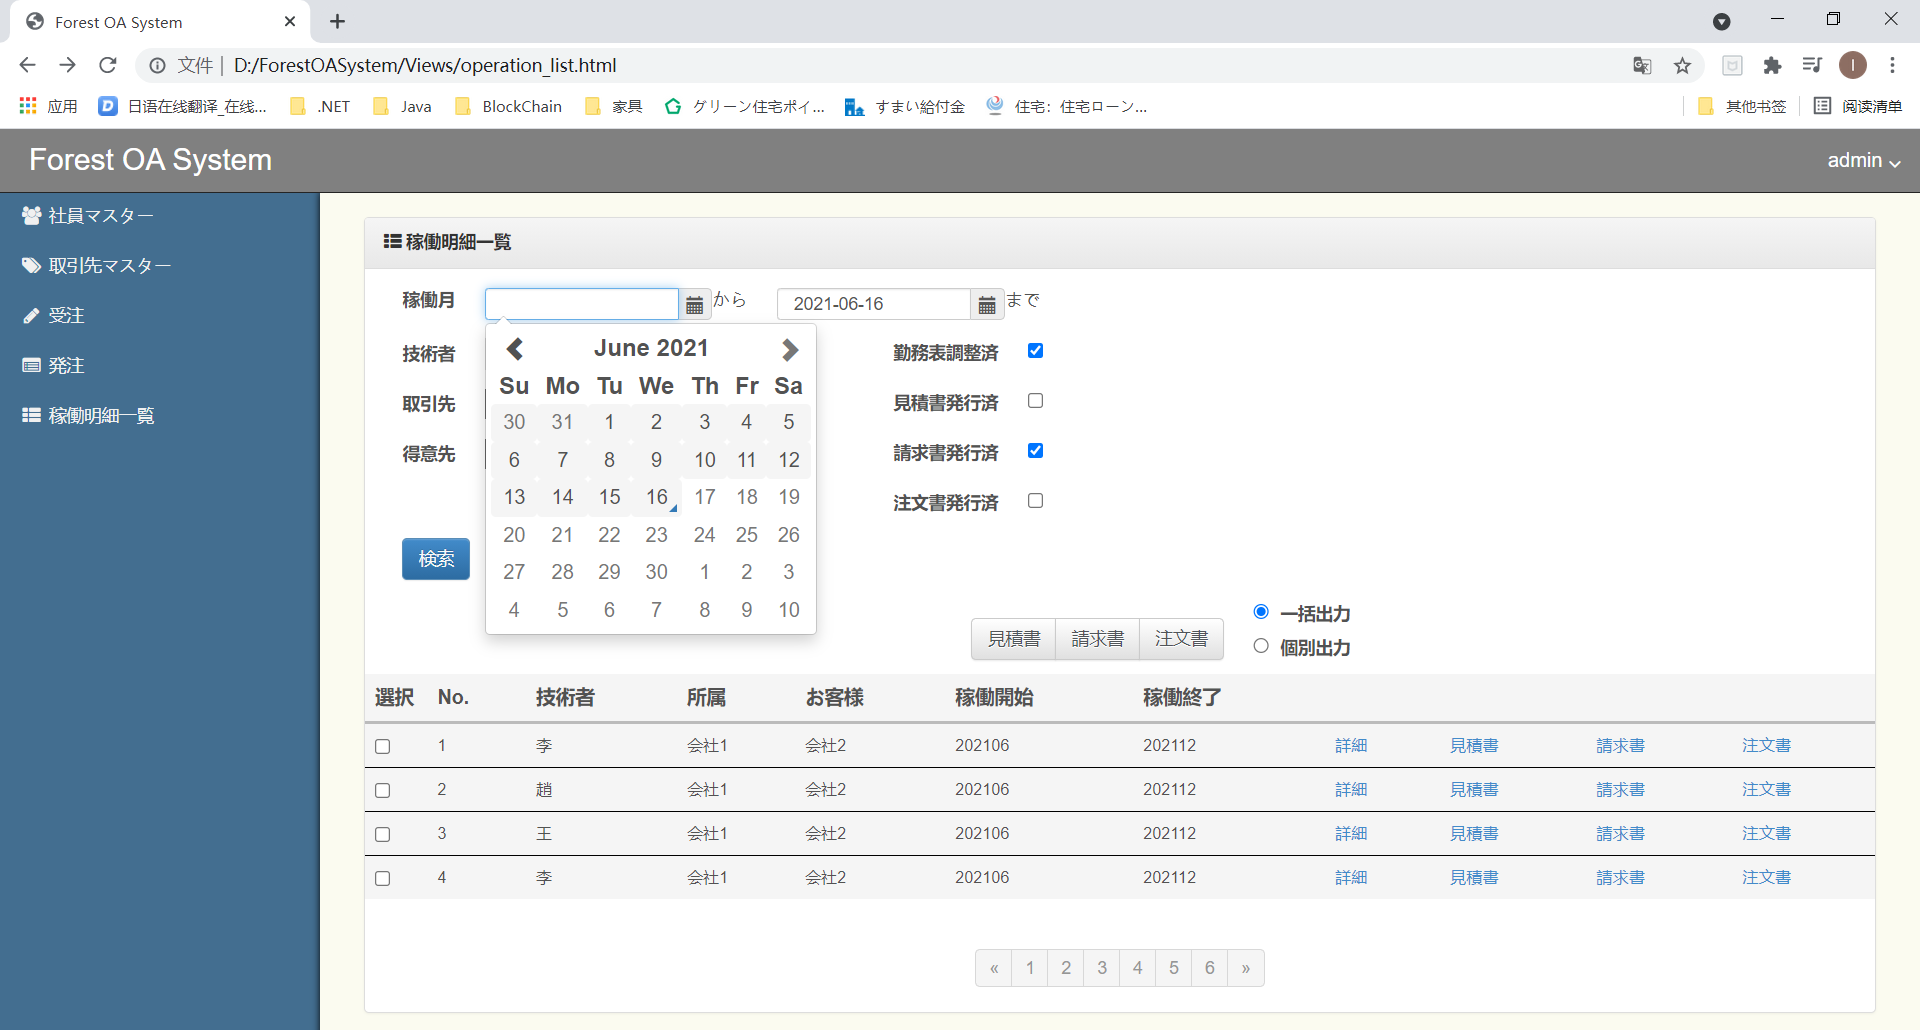 Forest OA System
文件 | D:/ForestOASystem/Views/operation_list.html
I
应用 日语在线翻译_在线... .NET Java BlockChain 家具 グリーン住宅ポイ... すまい給付金 住宅：住宅ローン... 其他书签 阅读清单
Forest OA System admin
社員マスター
取引先マスター
受注
発注
稼働明細一覧
稼働明細一覧
稼働月 から 2021-06-16 まで
June 2021
Su Mo Tu We Th Fr Sa
30 31 1 2 3 4 5
6 7 8 9 10 11 12
13 14 15 16 17 18 19
20 21 22 23 24 25 26
27 28 29 30 1 2 3
4 5 6 7 8 9 10
技術者 勤務表調整済
取引先 見積書発行済
得意先 請求書発行済
注文書発行済
検索
見積書 請求書 注文書
一括出力
個別出力
選択 No. 技術者 所属 お客様 稼働開始 稼働終了
1 李 会社1 会社2 202106 202112 詳細 見積書 請求書 注文書
2 趙 会社1 会社2 202106 202112 詳細 見積書 請求書 注文書
3 王 会社1 会社2 202106 202112 詳細 見積書 請求書 注文書
4 李 会社1 会社2 202106 202112 詳細 見積書 請求書 注文書
« 1 2 3 4 5 6 »